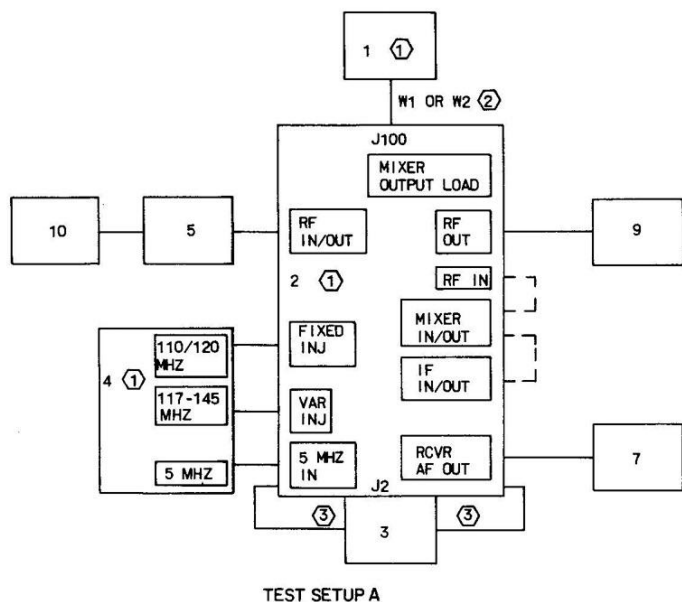 1 1
W1 OR W2 2
J100
MIXER
OUTPUT LOAD
10
5
RF
IN/OUT
RF
OUT
9
2 1
RF IN
MIXER
IN/OUT
FIXED
INJ
110/120
MHZ
4 1
117-145
MHZ
IF
IN/OUT
VAR
INJ
5 MHZ
5 MHZ
IN
RCVR
AF OUT
7
J2
3
3
3
TEST SETUP A